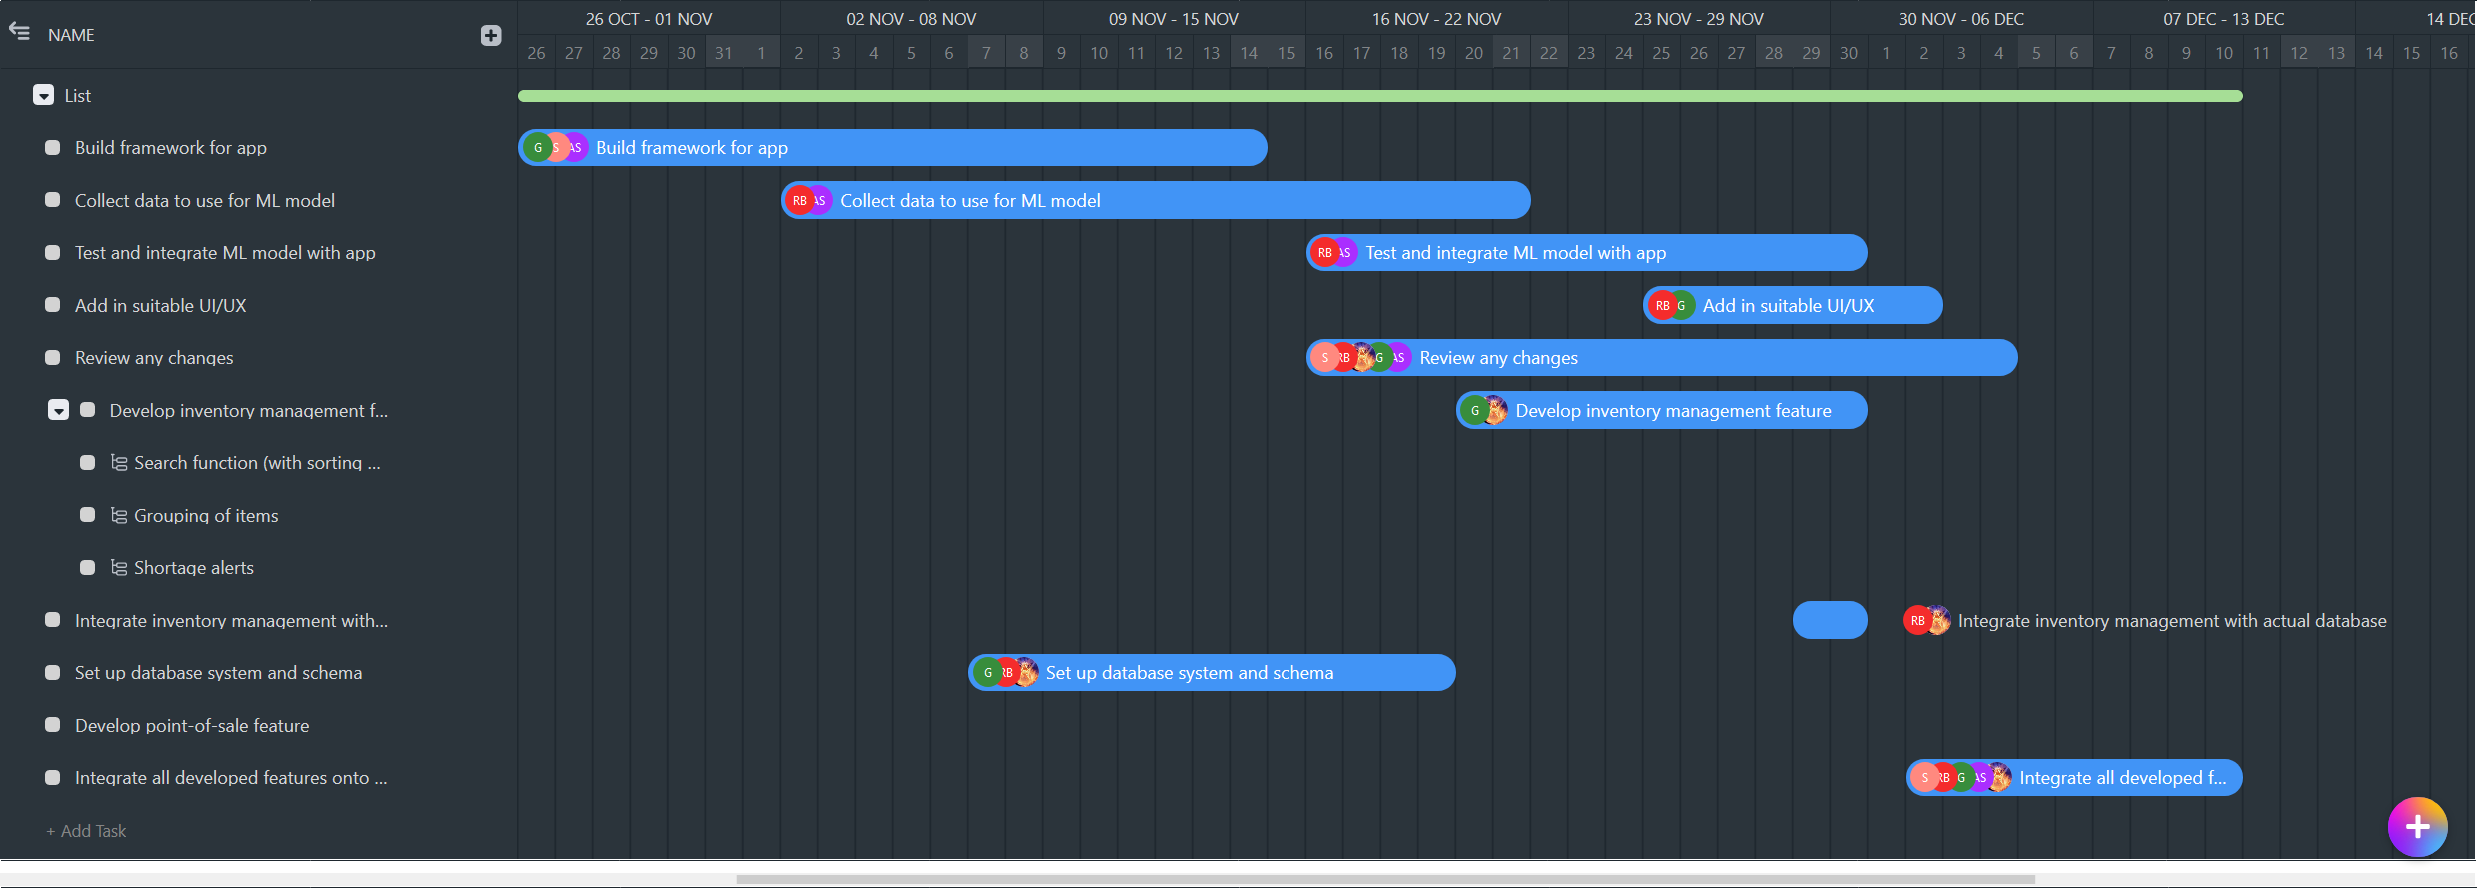 NAME
26 OCT - 01 NOV 02 NOV - 08 NOV 09 NOV - 15 NOV 16 NOV - 22 NOV 23 NOV - 29 NOV 30 NOV - 06 DEC 07 DEC - 13 DEC 14 DEC
26 27 28 29 30 31 1 2 3 4 5 6 7 8 9 10 11 12 13 14 15 16 17 18 19 20 21 22 23 24 25 26 27 28 29 30 1 2 3 4 5 6 7 8 9 10 11 12 13 14 15 16
List
Build framework for app G S AS Build framework for app
Collect data to use for ML model RB AS Collect data to use for ML model
Test and integrate ML model with app RB AS Test and integrate ML model with app
Add in suitable UI/UX RB G Add in suitable UI/UX
Review any changes S RB G AS Review any changes
Develop inventory management f... G Develop inventory management feature
Search function (with sorting ...
Grouping of items
Shortage alerts
Integrate inventory management with... RB Integrate inventory management with actual database
Set up database system and schema G RB Set up database system and schema
Develop point-of-sale feature
Integrate all developed features onto ... S RB G AS Integrate all developed f...
+ Add Task